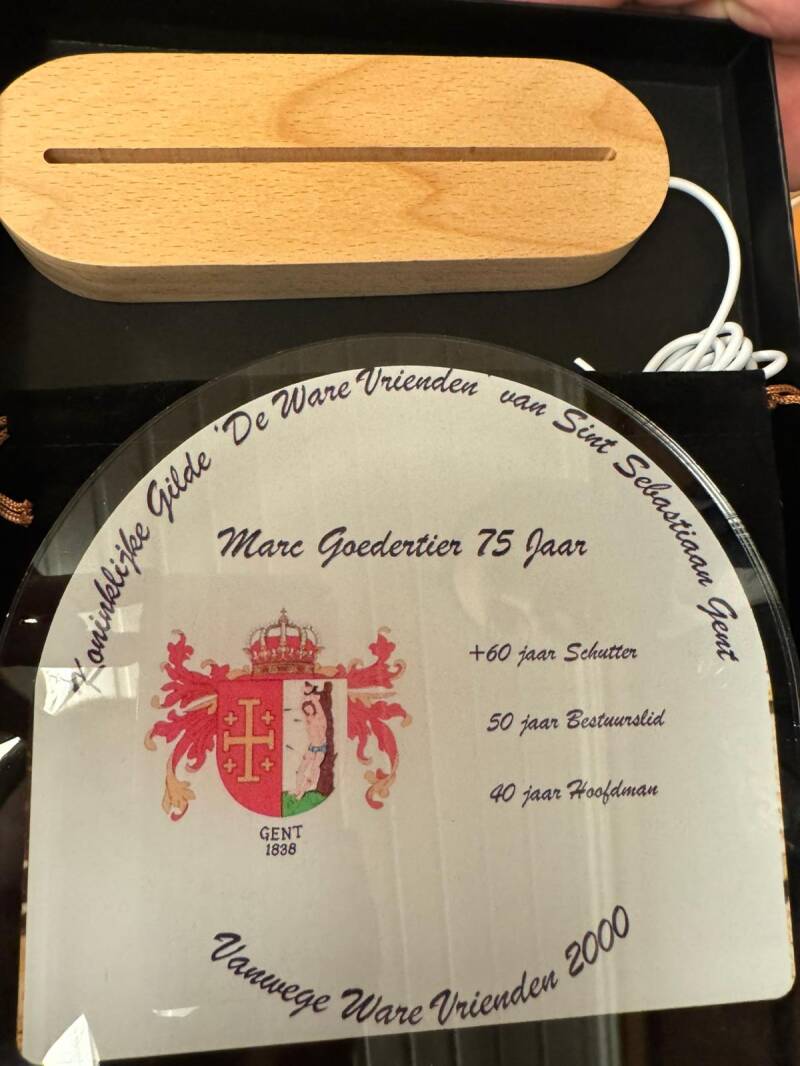 Koninklijke Gilde 'De Ware Vrienden' van Sint Sebastiaan Gent
Marc Goedertier 75 Jaar
+60 jaar Schutter
50 jaar Bestuurslid
40 jaar Hoofdman
GENT
1838
Vanwege Ware Vrienden 2000